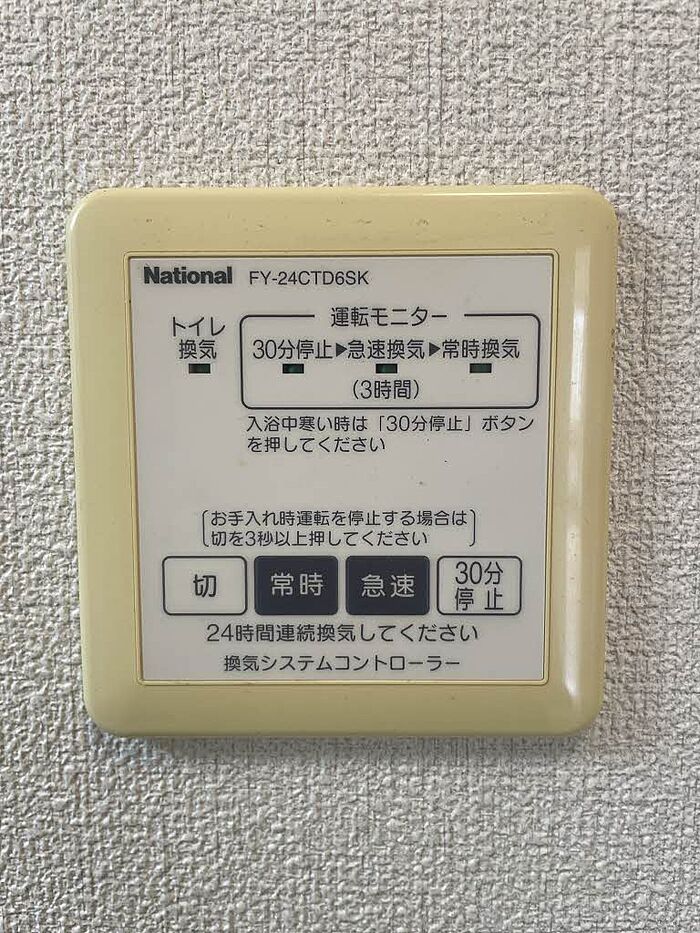 National FY-24CTD6SK
運転モニター
トイレ
換気
30分停止▶急速換気▶常時換気
(3時間)
入浴中寒い時は「30分停止」ボタン
を押してください
お手入れ時運転を停止する場合は
切を3秒以上押してください
切 常時 急速 30分
停止
24時間連続換気してください
換気システムコントローラー